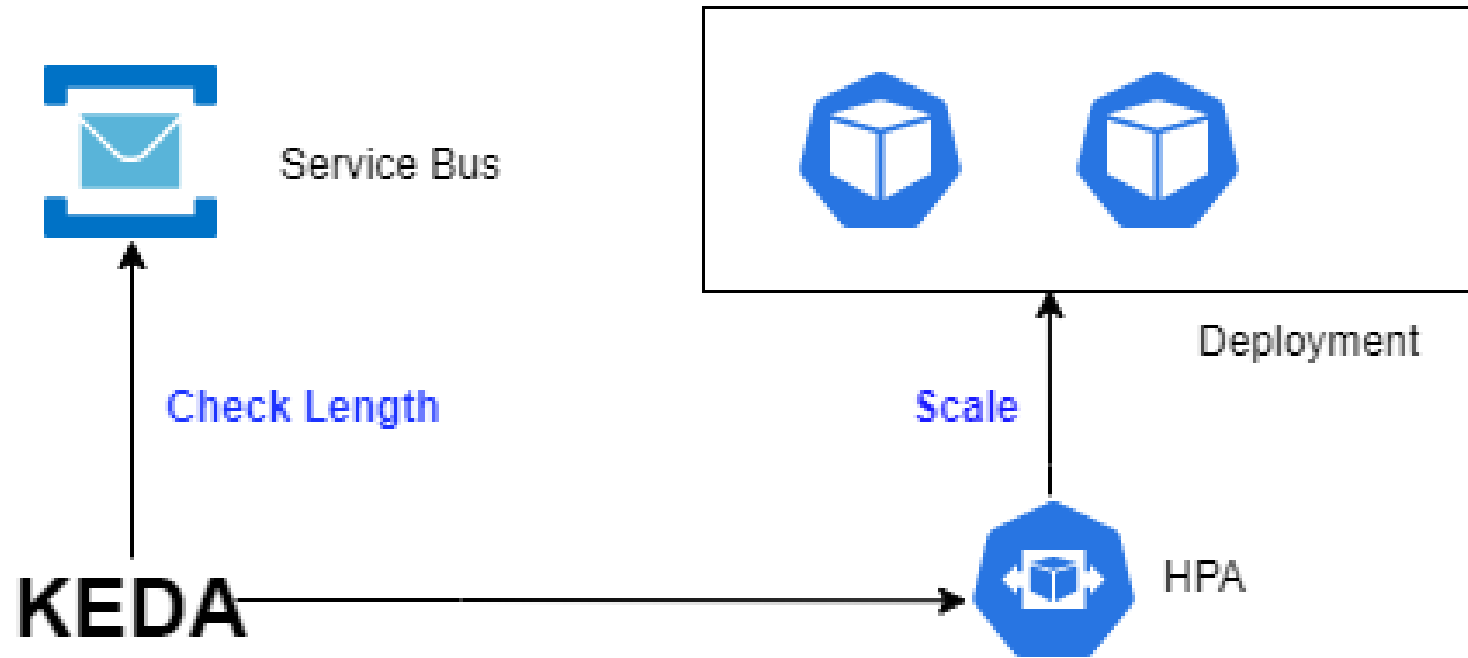 Service Bus
Deployment
Check Length
Scale
KEDA
HPA